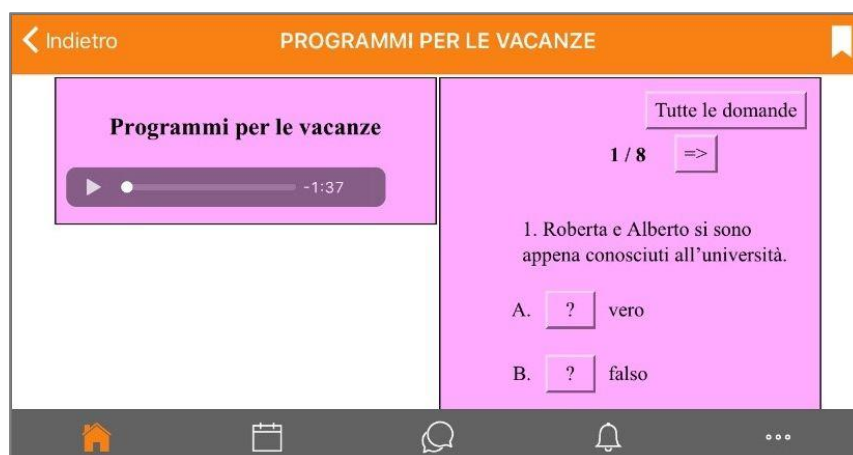 Indietro
PROGRAMMI PER LE VACANZE
Programmi per le vacanze
-1:37
Tutte le domande
1 / 8 =>
1. Roberta e Alberto si sono
appena conosciuti all'università.
A. ? vero
B. ? falso